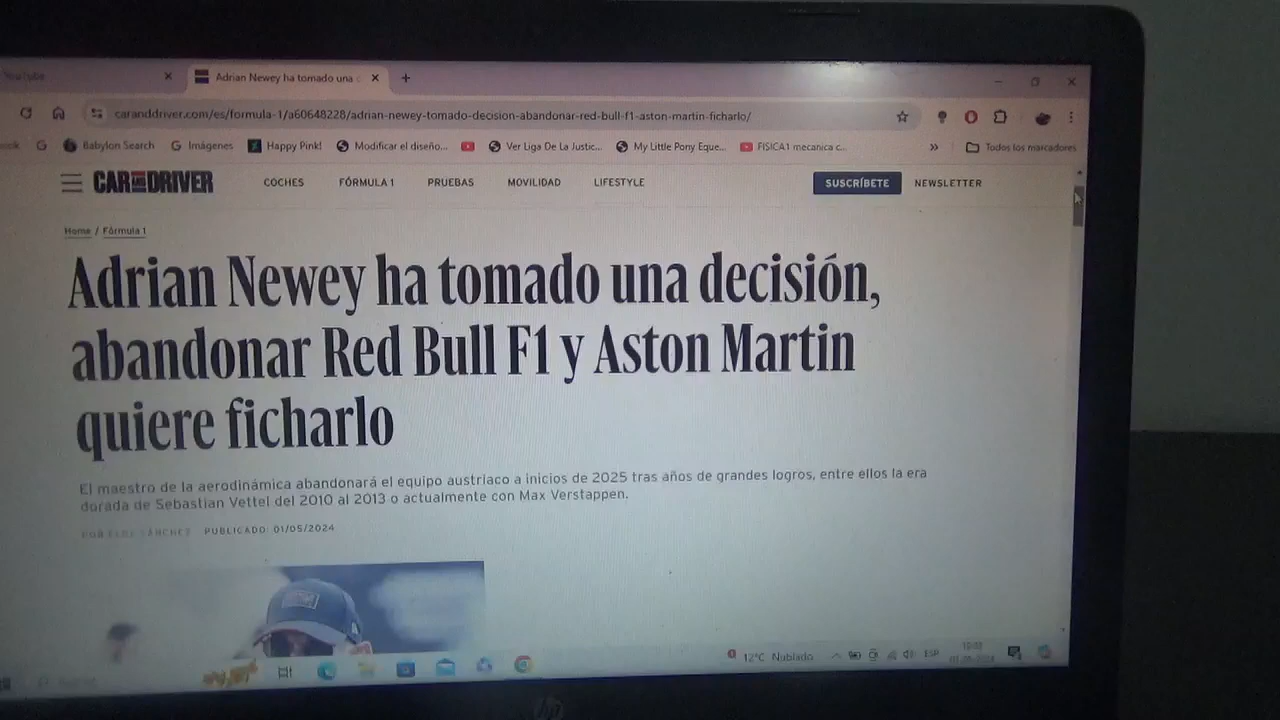 YouTube
Adrian Newey ha tomado una
caranddriver.com/es/formula-1/a60648228/adrian-newey-tomado-decision-abandonar-red-bull-f1-aston-martin-ficharlo/
Babylon Search
Imágenes
Happy Pink!
Modificar el diseño...
Ver Liga De La Justic...
My Little Pony Eque...
FISICA1 mecanica c...
»
Todos los marcadores
CAR AND DRIVER
COCHES
FÓRMULA 1
PRUEBAS
MOVILIDAD
LIFESTYLE
SUSCRÍBETE
NEWSLETTER
Home / Fórmula 1
Adrian Newey ha tomado una decisión,
abandonar Red Bull F1 y Aston Martin
quiere ficharlo
El maestro de la aerodinámica abandonará el equipo austriaco a inicios de 2025 tras años de grandes logros, entre ellos la era
dorada de Sebastian Vettel del 2010 al 2013 o actualmente con Max Verstappen.
POR SÁNCHEZ PUBLICADO: 01/05/2024
12°C Nublado
ESP
hp